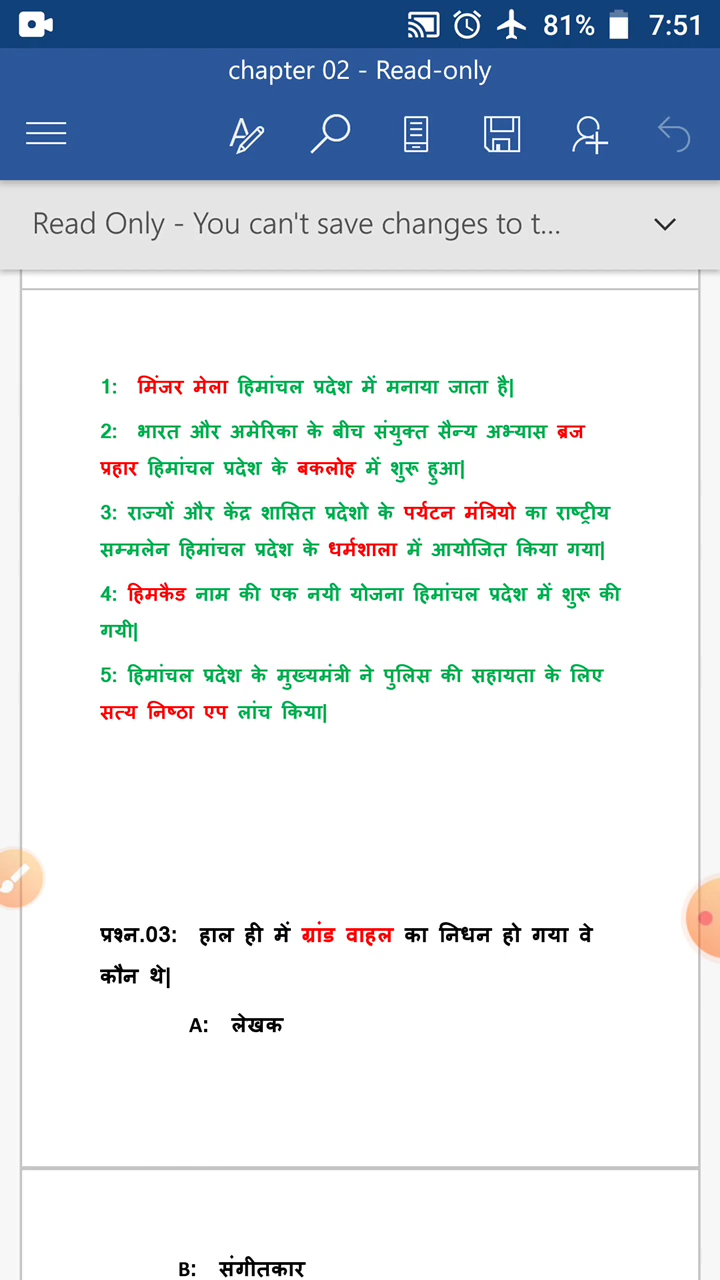 81% 7:51
chapter 02 - Read-only
Read Only - You can't save changes to t...
1: मिंजर मेला हिमांचल प्रदेश में मनाया जाता है|
2: भारत और अमेरिका के बीच संयुक्त सैन्य अभ्यास ब्रज
प्रहार हिमांचल प्रदेश के बकलोह में शुरू हुआ|
3: राज्यों और केंद्र शासित प्रदेशो के पर्यटन मंत्रियो का राष्ट्रीय
सम्मलेन हिमांचल प्रदेश के धर्मशाला में आयोजित किया गया|
4: हिमकैड नाम की एक नयी योजना हिमांचल प्रदेश में शुरू की
गयी|
5: हिमांचल प्रदेश के मुख्यमंत्री ने पुलिस की सहायता के लिए
सत्य निष्ठा एप लांच किया|
प्रश्न.03: हाल ही में ग्रांड वाहल का निधन हो गया वे
कौन थे|
A: लेखक
B: संगीतकार